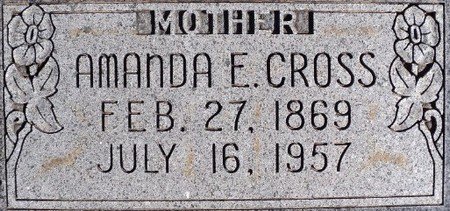 MOTHER
AMANDA E. CROSS
FEB. 27, 1869
JULY 16, 1957